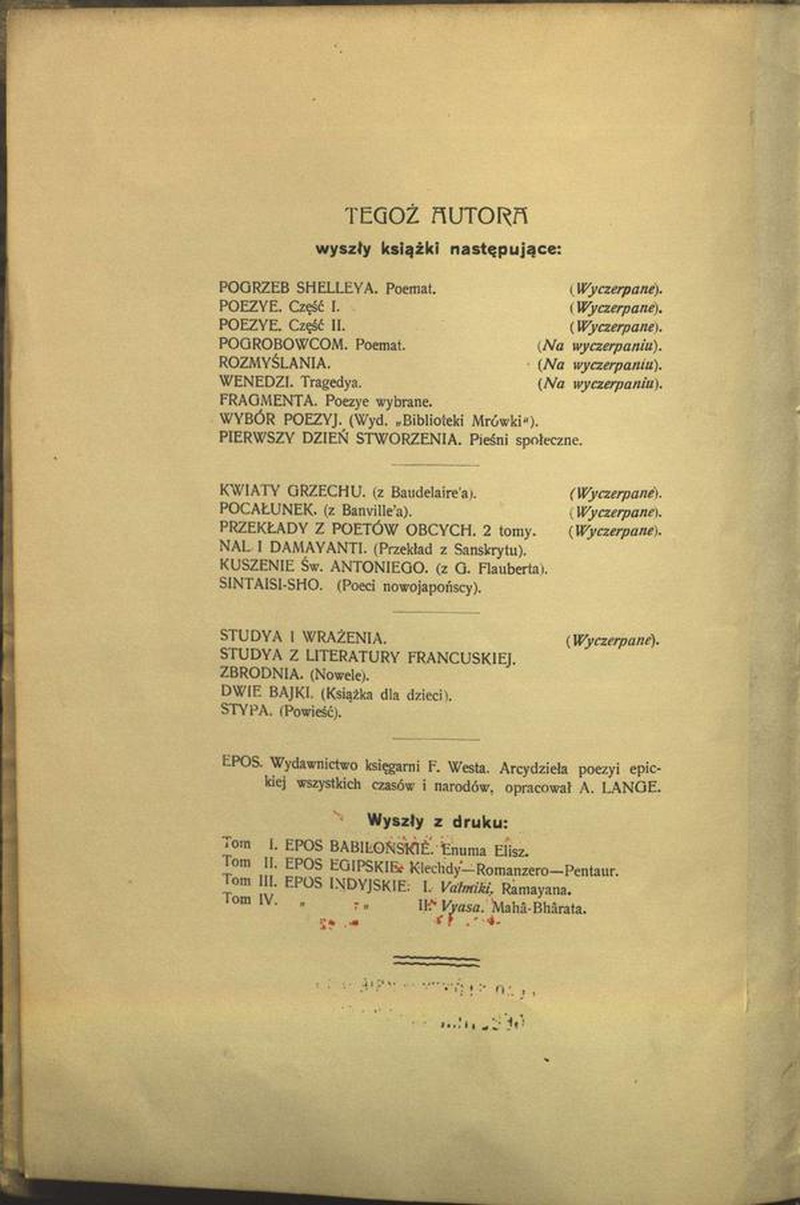 TEGOŻ AUTORA
wyszły książki następujące:
POGRZEB SHELLEYA. Poemat. (Wyczerpane).
POEZYE. Część I. (Wyczerpane).
POEZYE. Część II. (Wyczerpane).
POGROBOWCOM. Poemat. (Na wyczerpaniu).
ROZMYŚLANIA. (Na wyczerpaniu).
WENEDZI. Tragedya. (Na wyczerpaniu).
FRAGMENTA. Poezye wybrane.
WYBÓR POEZYJ. (Wyd. „Biblioteki Mrówki").
PIERWSZY DZIEŃ STWORZENIA. Pieśni społeczne.
KWIATY GRZECHU. (z Baudelaire'a). (Wyczerpane).
POCAŁUNEK. (z Banville'a). (Wyczerpane).
PRZEKŁADY Z POETÓW OBCYCH. 2 tomy. (Wyczerpane).
NAL I DAMAYANTI. (Przekład z Sanskrytu).
KUSZENIE Św. ANTONIEGO. (z G. Flauberta).
SINTAISI-SHO. (Poeci nowojapońscy).
STUDYA I WRAŻENIA. (Wyczerpane).
STUDYA Z LITERATURY FRANCUSKIEJ.
ZBRODNIA. (Nowele).
DWIE BAJKI. (Książka dla dzieci).
STYPA. (Powieść).
EPOS. Wydawnictwo księgarni F. Westa. Arcydzieła poezyi epic-
kiej wszystkich czasów i narodów, opracował A. LANGE.
Wyszły z druku:
Tom I. EPOS BABILOŃSKIE. Enuma Elisz.
Tom II. EPOS EGIPSKIE: Klechdy—Romanzero—Pentaur.
Tom III. EPOS INDYJSKIE: I. Valmiki, Ramayana.
Tom IV. „ „ II. Vyasa. Mahâ-Bhârata.